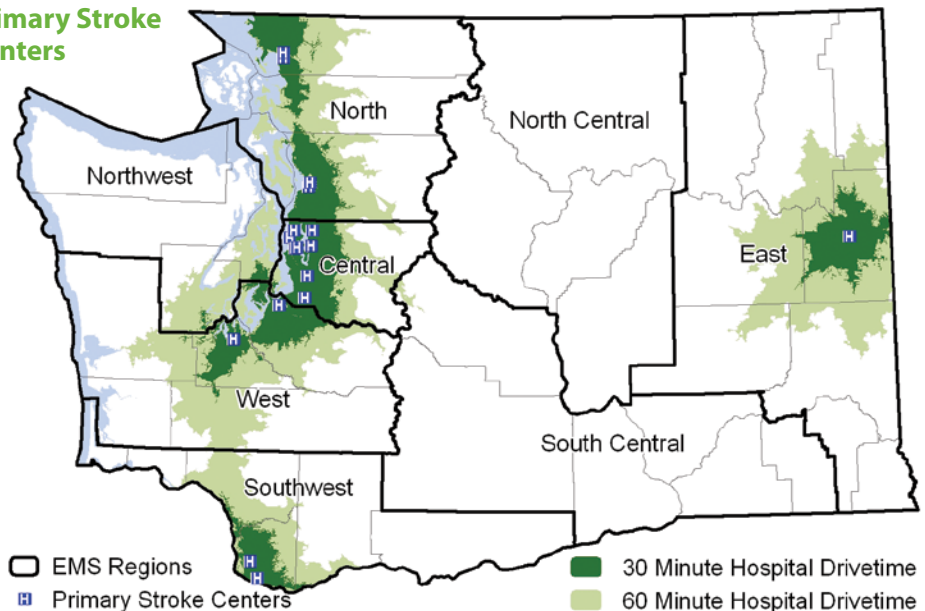 rimary Stroke
nters
North
North Central
Northwest
East
Central
West
South Central
Southwest
EMS Regions
H Primary Stroke Centers
30 Minute Hospital Drivetime
60 Minute Hospital Drivetime